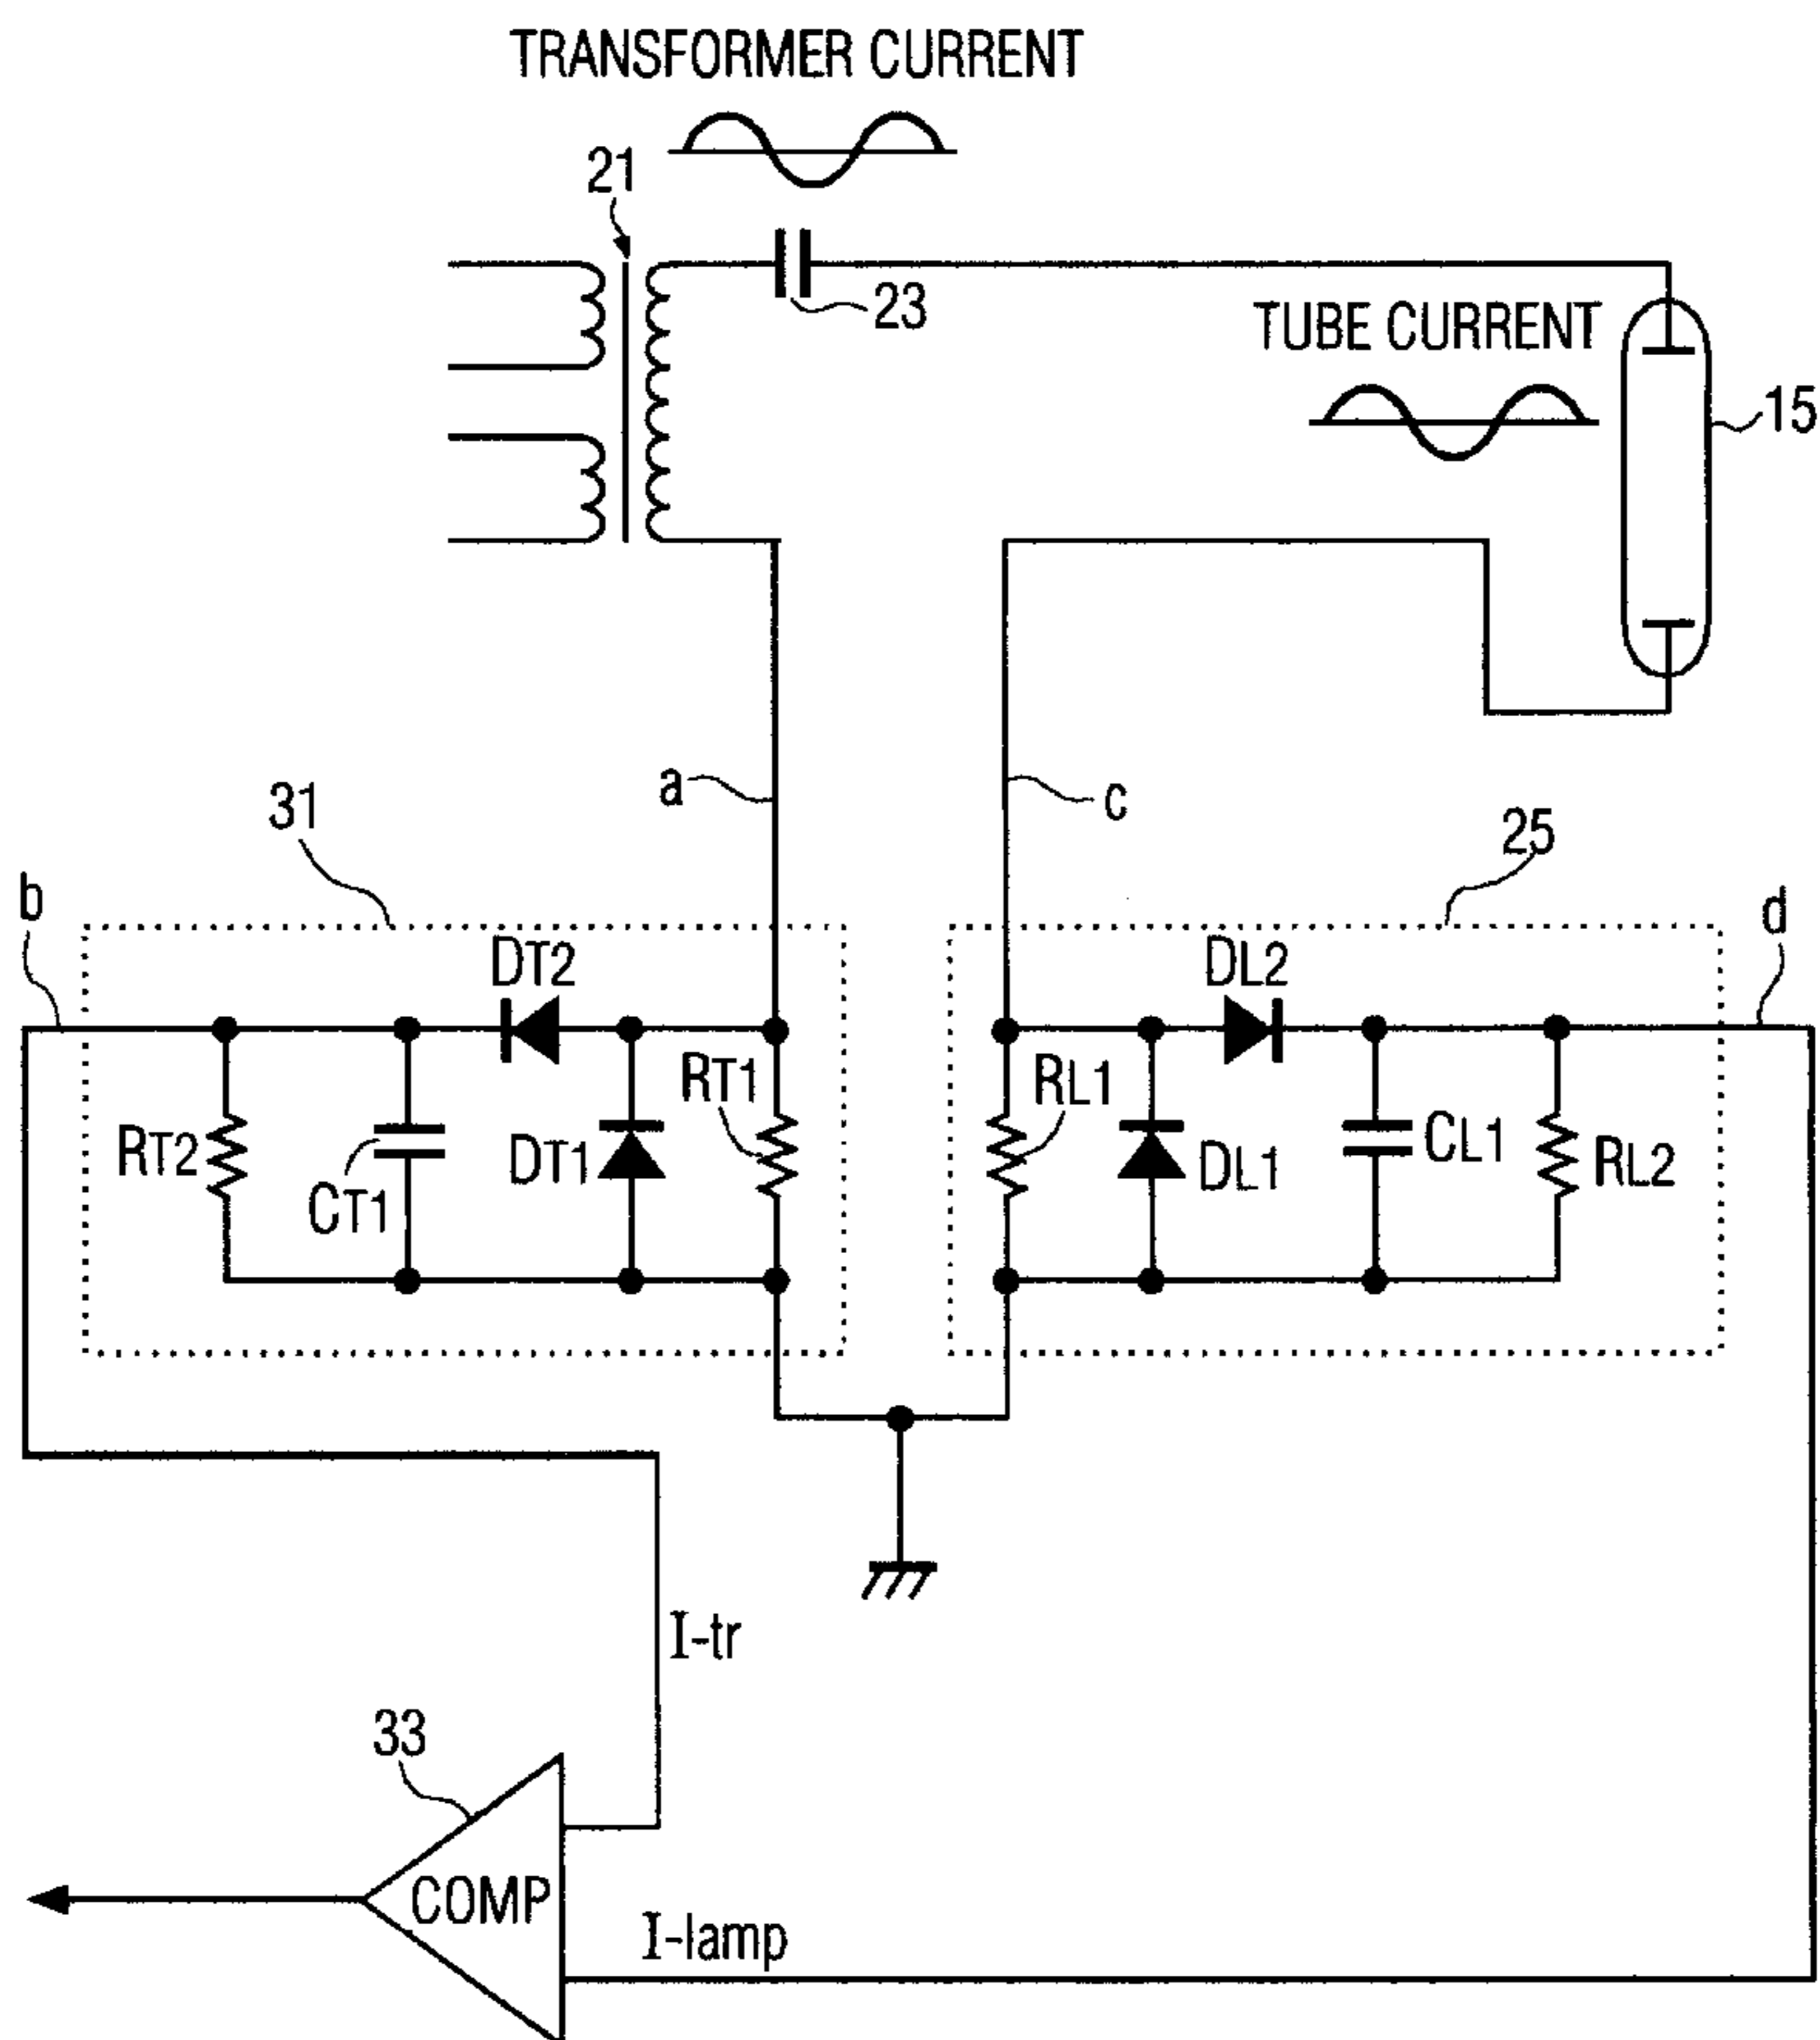 TRANSFORMER CURRENT
21
23
TUBE CURRENT
15
a
c
31
25
b
d
DT2
DL2
RT1
RL1
RT2
CT1
DT1
DL1
CL1
RL2
I-tr
33
COMP
I-lamp